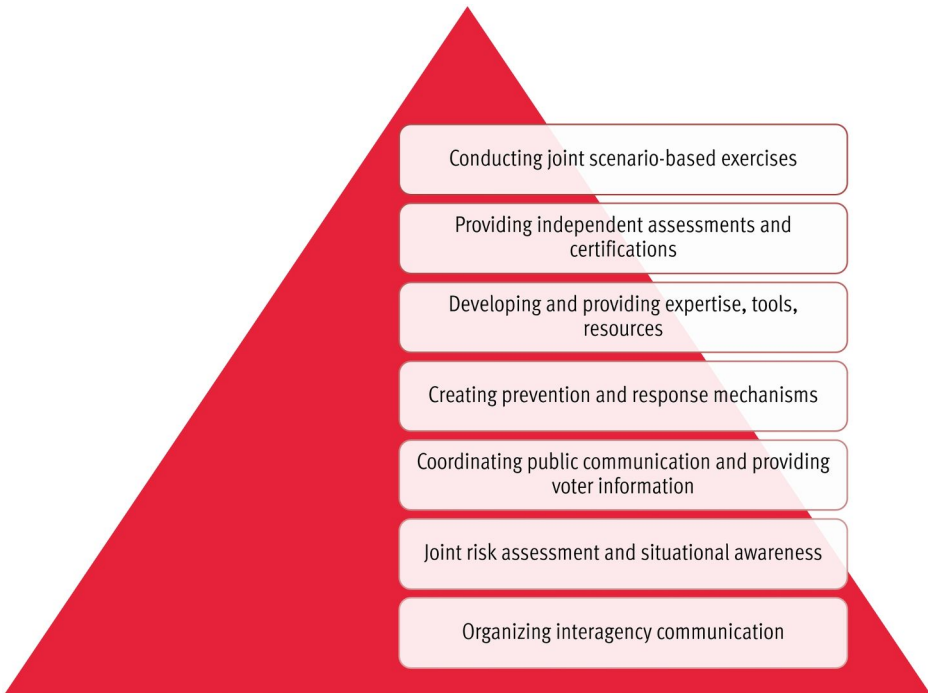 Conducting joint scenario-based exercises
Providing independent assessments and
certifications
Developing and providing expertise, tools,
resources
Creating prevention and response mechanisms
Coordinating public communication and providing
voter information
Joint risk assessment and situational awareness
Organizing interagency communication